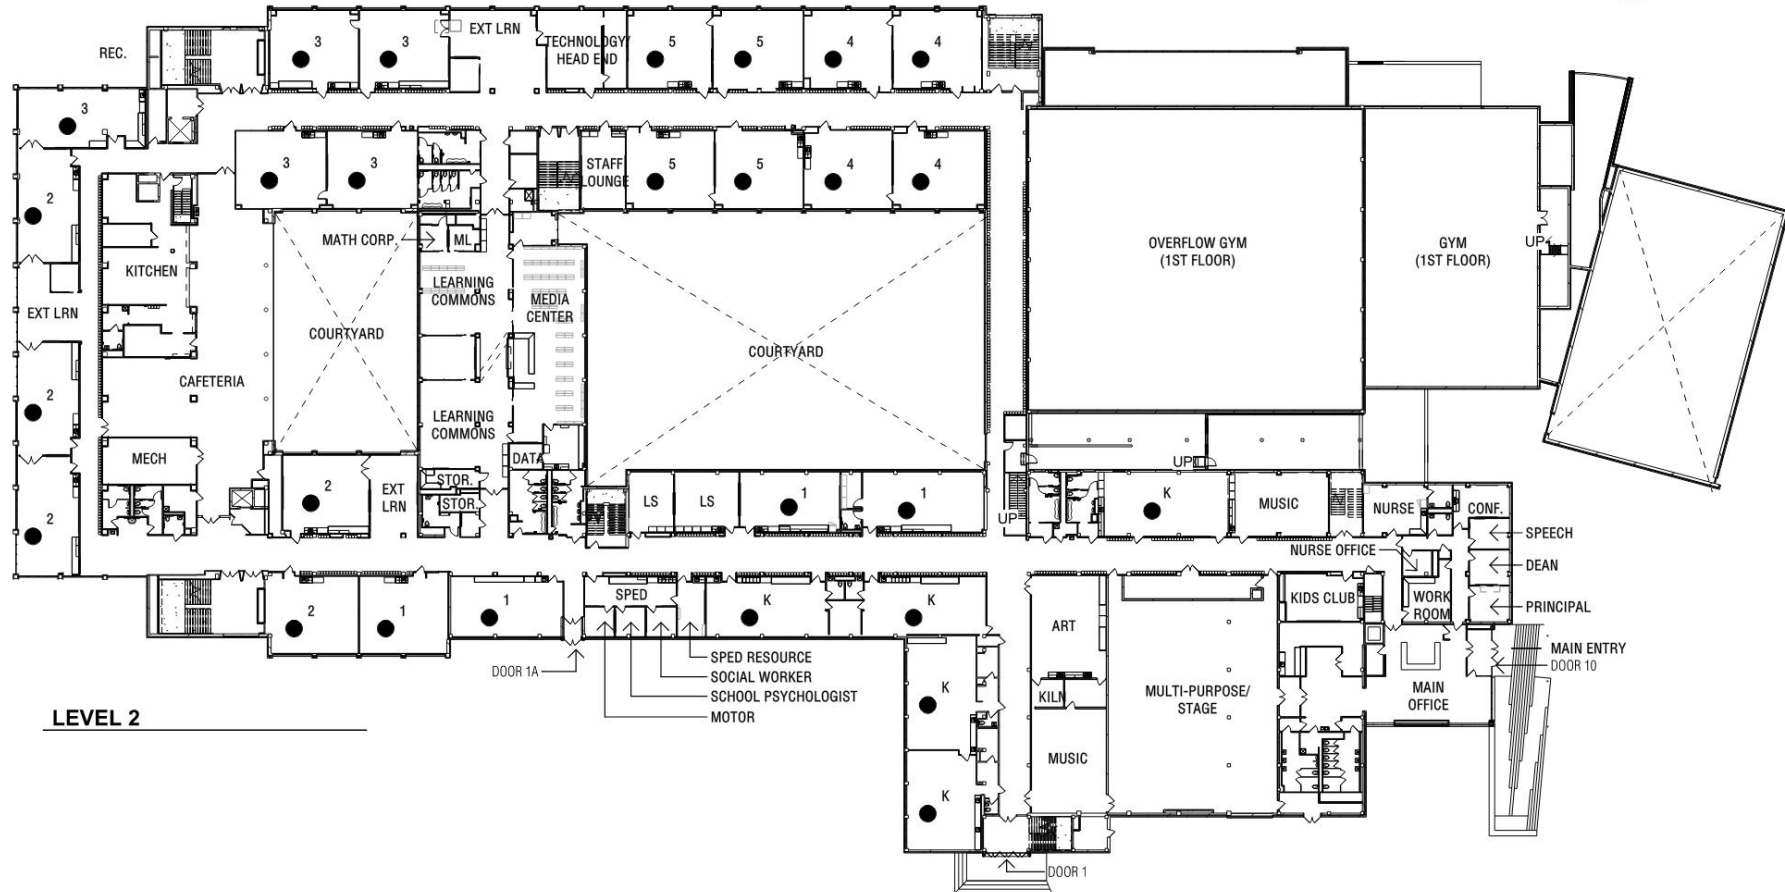 3
3
EXT LRN
TECHNOLOGY/
HEAD END
5
5
4
4
REC.
3
3
3
STAFF
LOUNGE
5
5
4
4
2
MATH CORP.
ML
KITCHEN
LEARNING
COMMONS
MEDIA
CENTER
OVERFLOW GYM
(1ST FLOOR)
GYM
(1ST FLOOR)
UP
EXT LRN
COURTYARD
COURTYARD
2
CAFETERIA
LEARNING
COMMONS
MECH
DATA
UP
2
2
EXT
LRN
STOR.
STOR.
LS
LS
1
1
UP
K
MUSIC
NURSE
CONF.
SPEECH
NURSE OFFICE
DEAN
2
1
1
SPED
K
K
ART
KIDS CLUB
WORK
ROOM
PRINCIPAL
DOOR 1A
SPED RESOURCE
SOCIAL WORKER
SCHOOL PSYCHOLOGIST
MOTOR
K
KILN
MULTI-PURPOSE/
STAGE
MAIN
OFFICE
MAIN ENTRY
DOOR 10
LEVEL 2
MUSIC
K
DOOR 1